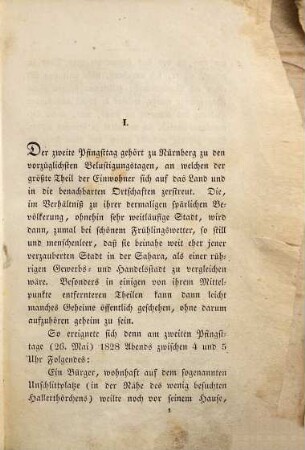 I.
Der zweite Pfingsttag gehört zu Nürnberg zu den
vorzüglichsten Belustigungstagen, an welchen der
größte Theil der Einwohner sich auf das Land und
in die benachbarten Ortschaften zerstreut. Die,
im Verhältniß zu ihrer dermaligen spärlichen Be-
völkerung, ohnehin sehr weitläufige Stadt, wird
dann, zumal bei schönem Frühlingswetter, so still
und menschenleer, daß sie beinahe weit eher jener
verzauberten Stadt in der Sahara, als einer rüh-
rigen Gewerbs- und Handelsstadt zu vergleichen
wäre. Besonders in einigen von ihrem Mittel-
punkte entfernteren Theilen kann dann leicht
manches Geheime öffentlich geschehen, ohne
darum aufzuhören geheim zu sein.
So ereignete sich denn am zweiten Pfingst-
tage (26. Mai) 1828 Abends zwischen 4 und 5
Uhr Folgendes:
Ein Bürger, wohnhaft auf dem sogenannten
Unschlittplatze (in der Nähe des wenig besuchten
Hallerthörchens) weilte noch vor seinem Hause,